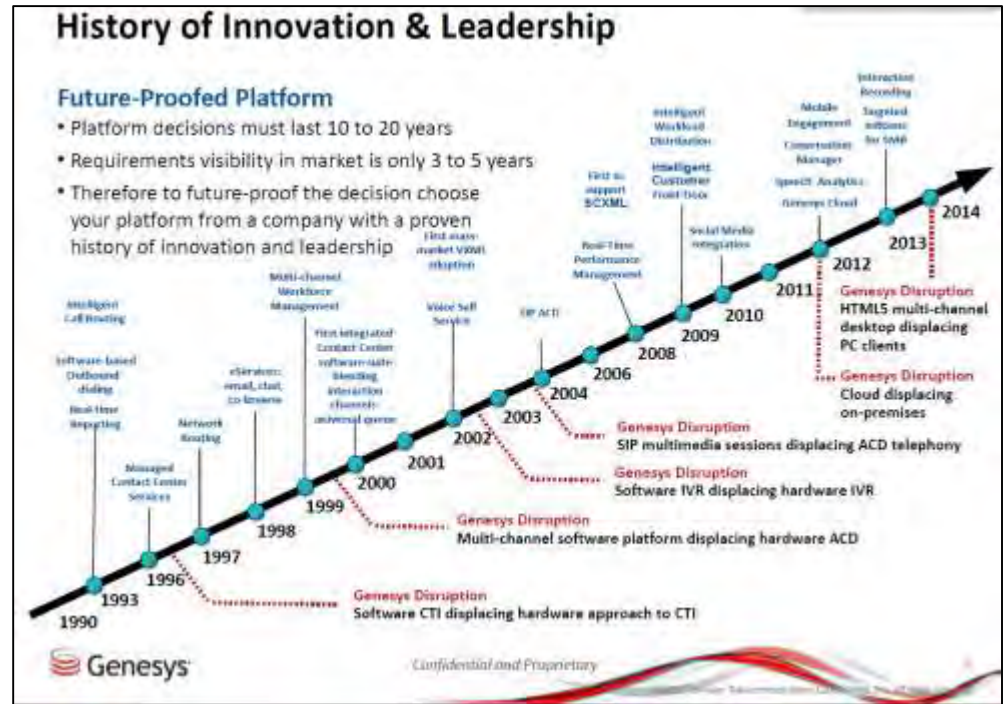 History of Innovation & Leadership
Future-Proofed Platform
• Platform decisions must last 10 to 20 years
• Requirements visibility in market is only 3 to 5 years
• Therefore to future-proof the decision choose
your platform from a company with a proven
history of innovation and leadership
Intelligent
Call Routing
Software-based
Outbound
dialing
Real-time
Reporting
Managed
Contact Center
Services
Network
Routing
eServices:
email, chat,
co-browse
Multi-channel
Workforce
Management
First integrated
Contact Center
software suite
blending
interaction
channels
universal queue
First mass-
market VXML
adoption
Voice Self
Service
SIP ACD
First to
support
SCXML
Real-Time
Performance
Management
Intelligent
Workload
Distribution
Intelligent
Customer
Front Door
Social Media
Integration
Mobile
Engagement
Conversation
Manager
Speech Analytics
Genesys Cloud
Interaction
Recording
Targeted
editions
for SMB
1990
1993
1996
1997
1998
1999
2000
2001
2002
2003
2004
2006
2008
2009
2010
2011
2012
2013
2014
Genesys Disruption
HTML5 multi-channel
desktop displacing
PC clients
Genesys Disruption
Cloud displacing
on-premises
Genesys Disruption
SIP multimedia sessions displacing ACD telephony
Genesys Disruption
Software IVR displacing hardware IVR
Genesys Disruption
Multi-channel software platform displacing hardware ACD
Genesys Disruption
Software CTI displacing hardware approach to CTI
Genesys
Confidential and Proprietary